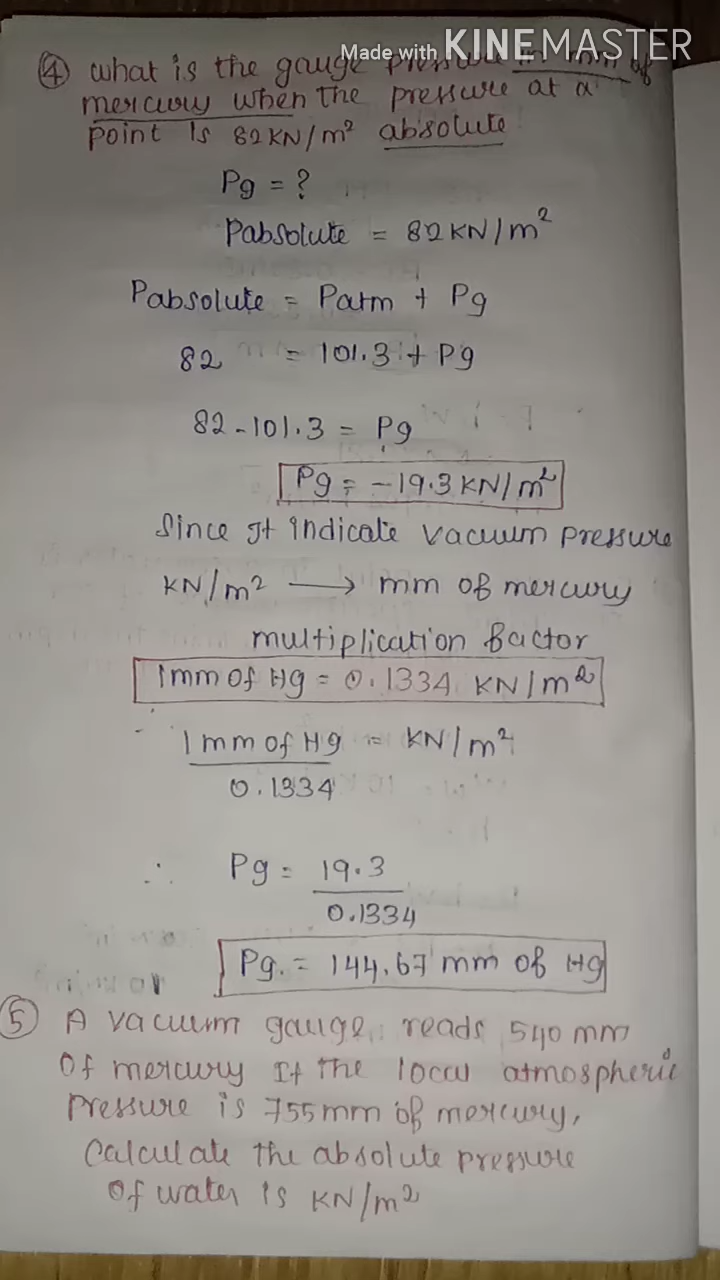 Made with KINEMASTER
④ What is the gauge pressure in mm of
mercury when the pressure at a
point is 82 KN/m² absolute
Pg = ?
Pabsolute = 82 KN/m²
Pabsolute = Patm + Pg
82 = 101.3 + Pg
82 - 101.3 = Pg
Pg = -19.3 KN/m²
Since It indicate vacuum pressure
KN/m² → mm of mercury
multiplication factor
1mm of Hg = 0.1334 KN/m²
1mm of Hg = KN/m²
0.1334
∴ Pg = 19.3
0.1334
Pg. = 144.67 mm of Hg
⑤ A vacuum gauge reads 540 mm
Of mercury If the local atmospheric
pressure is 755mm of mercury,
Calculate the absolute pressure
Of water is KN/m²